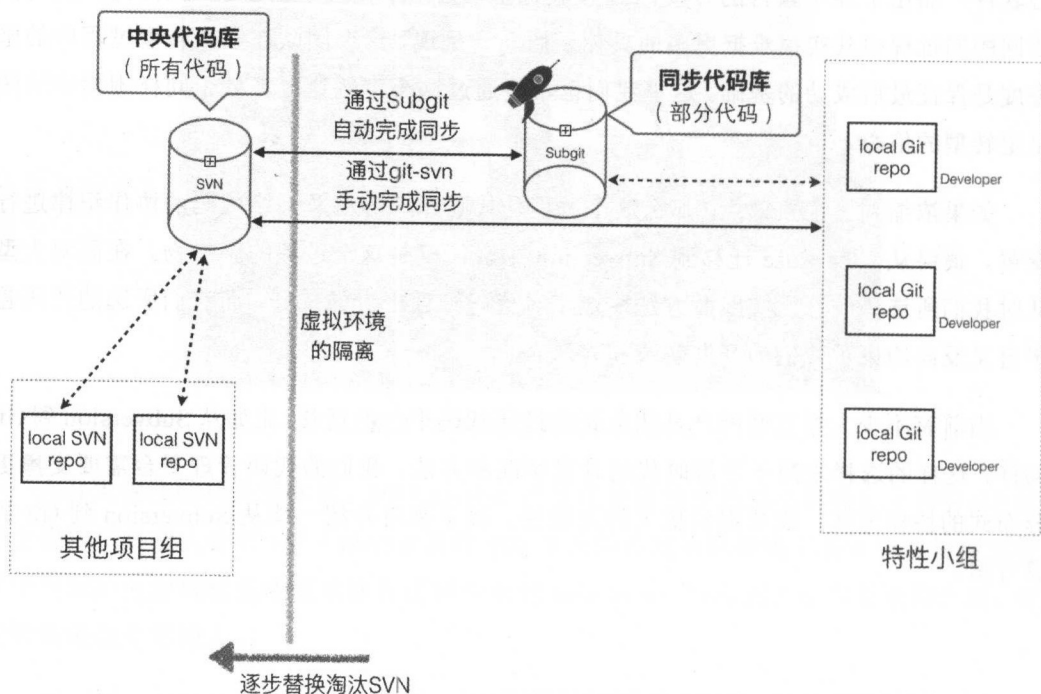 中央代码库
（所有代码）
同步代码库
（部分代码）
通过Subgit
自动完成同步
通过git-svn
手动完成同步
SVN
Subgit
local Git
repo
Developer
local Git
repo
Developer
local Git
repo
Developer
虚拟环境
的隔离
local SVN
repo
local SVN
repo
其他项目组
特性小组
逐步替换淘汰SVN